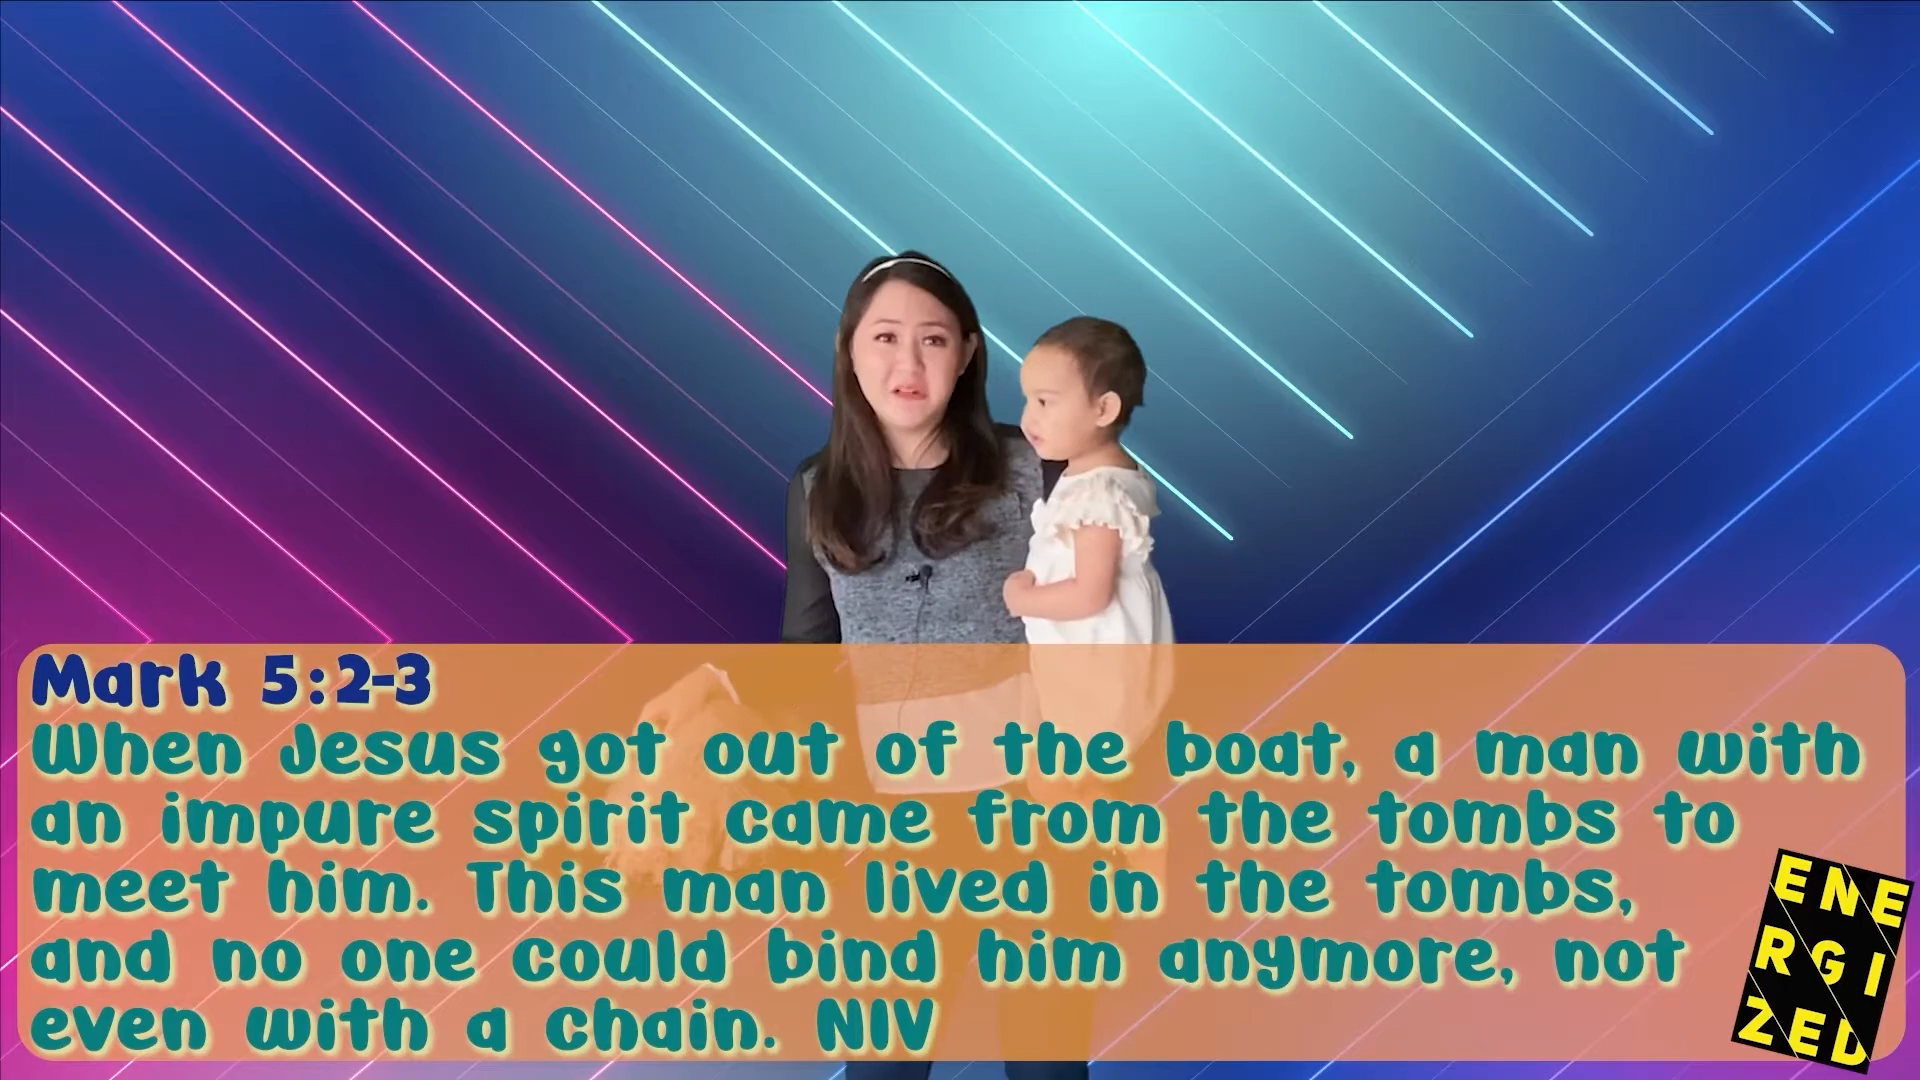 Mark 5:2-3
When Jesus got out of the boat, a man with
an impure spirit came from the tombs to
meet him. This man lived in the tombs,
and no one could bind him anymore, not
even with a chain. NIV
ENE
RGI
ZED